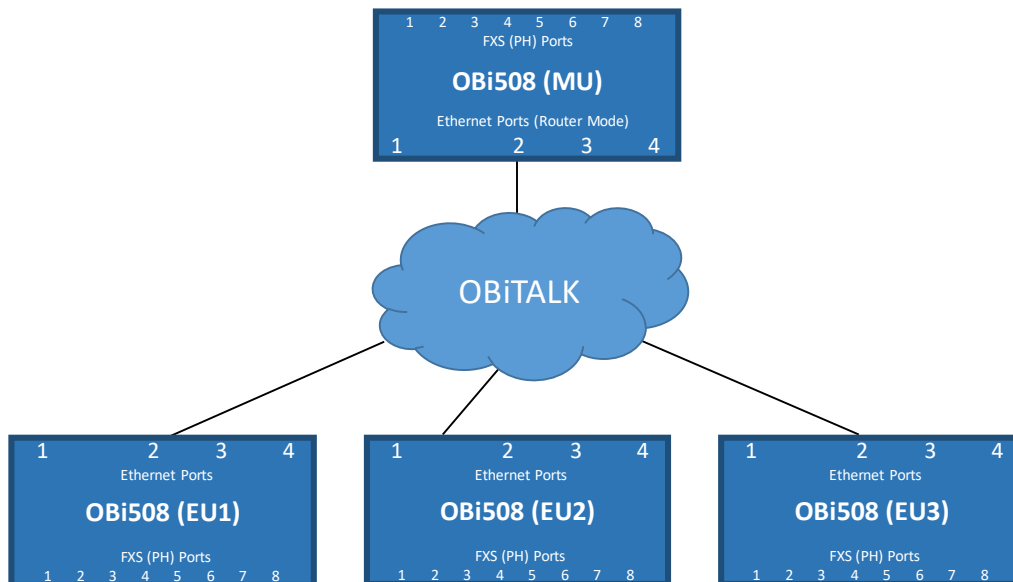 1 2 3 4 5 6 7 8
FXS (PH) Ports
OBi508 (MU)
Ethernet Ports (Router Mode)
1 2 3 4
OBiTALK
1 2 3 4
Ethernet Ports
OBi508 (EU1)
FXS (PH) Ports
1 2 3 4 5 6 7 8
1 2 3 4
Ethernet Ports
OBi508 (EU2)
FXS (PH) Ports
1 2 3 4 5 6 7 8
1 2 3 4
Ethernet Ports
OBi508 (EU3)
FXS (PH) Ports
1 2 3 4 5 6 7 8